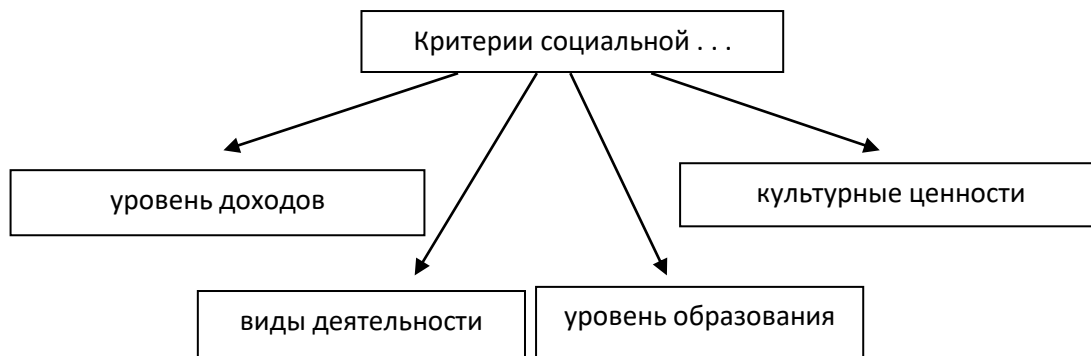 Критерии социальной . . .
уровень доходов
культурные ценности
виды деятельности
уровень образования